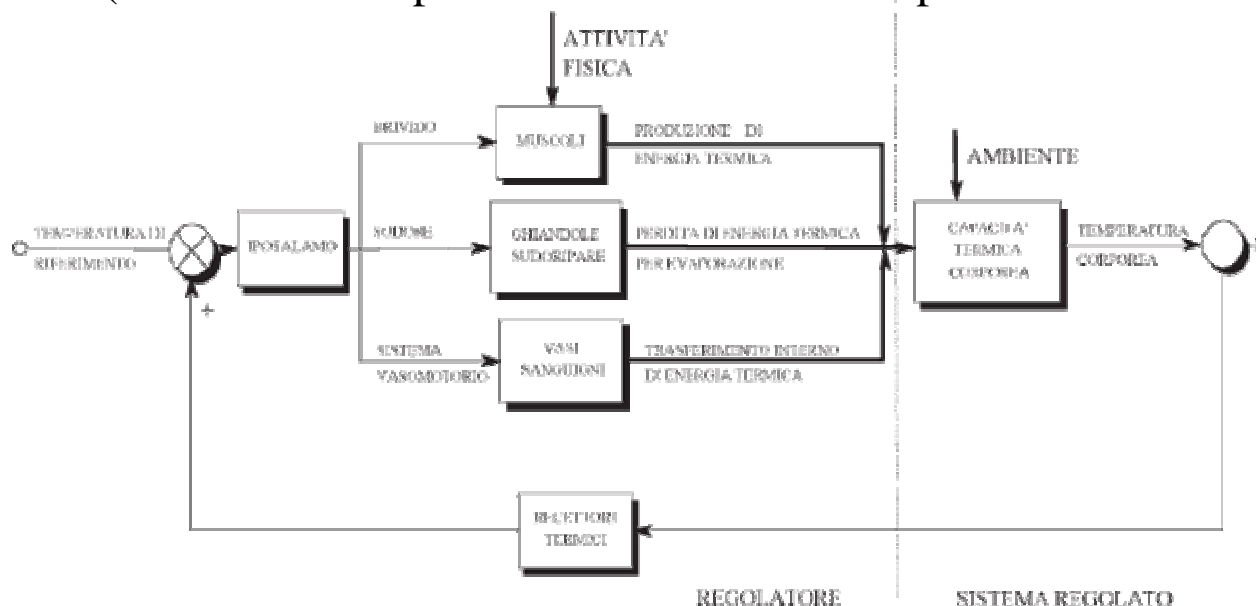 ATTIVITA'
FISICA
BRIVIDO
MUSCOLI
PRODUZIONE DI
ENERGIA TERMICA
AMBIENTE
TEMPERATURA DI
RIFERIMENTO
IPOTALAMO
SUDORE
GHIANDOLE
SUDORIPARE
PERDITA DI ENERGIA TERMICA
PER EVAPORAZIONE
CAPACITA'
TERMICA
CORPOREA
TEMPERATURA
CORPOREA
+
SISTEMA
VASOMOTORIO
VASI
SANGUIGNI
TRASFERIMENTO INTERNO
DI ENERGIA TERMICA
RECETTORI
TERMICI
REGOLATORE
SISTEMA REGOLATO